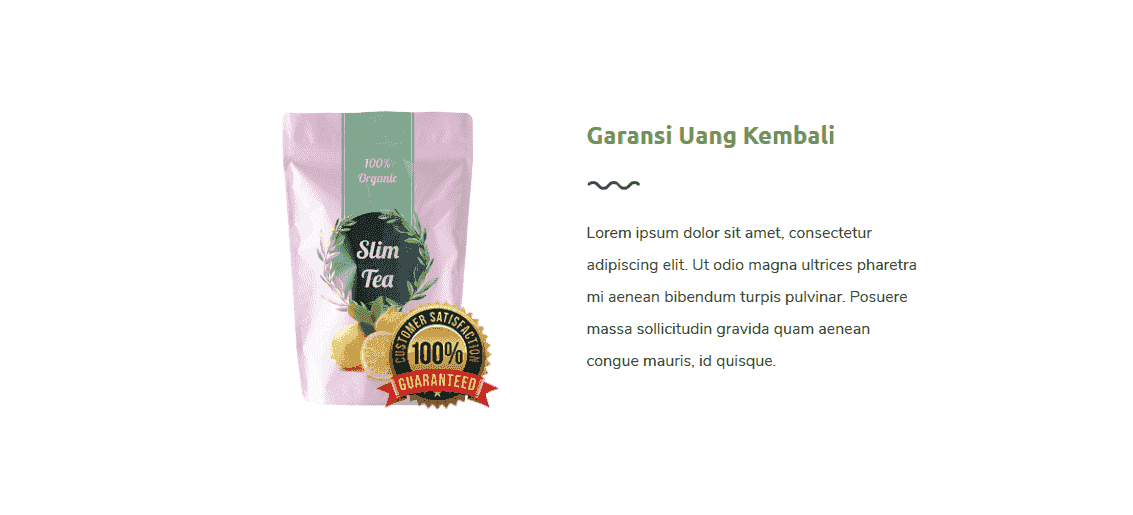 100%
Organic
Slim
Tea
CUSTOMER SATISFACTION
100%
GUARANTEED
Garansi Uang Kembali
Lorem ipsum dolor sit amet, consectetur
adipiscing elit. Ut odio magna ultrices pharetra
mi aenean bibendum turpis pulvinar. Posuere
massa sollicitudin gravida quam aenean
congue mauris, id quisque.